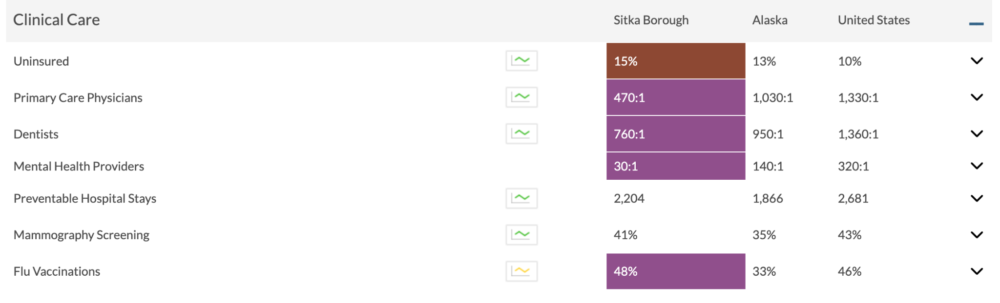 Clinical Care Sitka Borough Alaska United States
Uninsured 15% 13% 10%
Primary Care Physicians 470:1 1,030:1 1,330:1
Dentists 760:1 950:1 1,360:1
Mental Health Providers 30:1 140:1 320:1
Preventable Hospital Stays 2,204 1,866 2,681
Mammography Screening 41% 35% 43%
Flu Vaccinations 48% 33% 46%